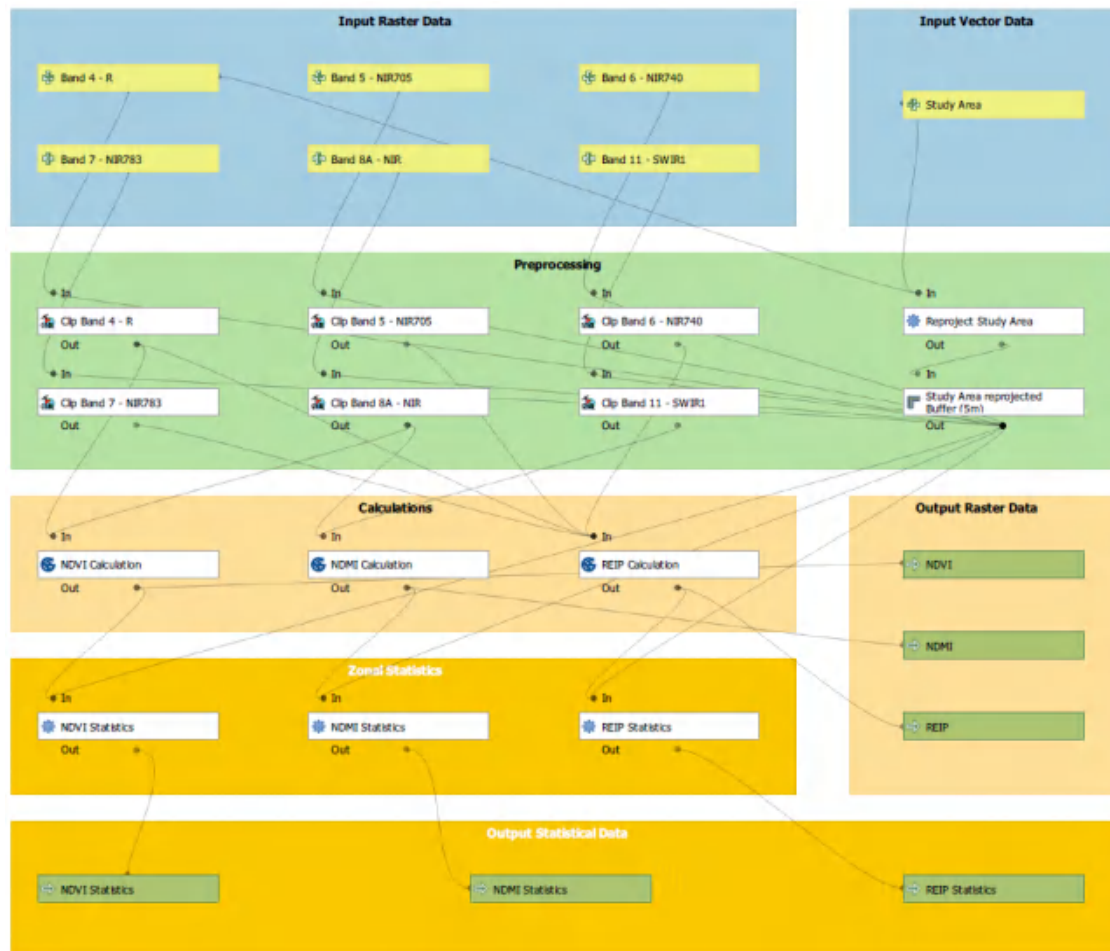 Input Raster Data
Input Vector Data
Band 4 - R
Band 5 - NIR705
Band 6 - NIR740
Study Area
Band 7 - NIR783
Band 8A - NIR
Band 11 - SWIR1
Preprocessing
In
In
In
In
Clip Band 4 - R
Clip Band 5 - NIR705
Clip Band 6 - NIR740
Reproject Study Area
Out
Out
Out
Out
In
In
In
In
Clip Band 7 - NIR783
Clip Band 8A - NIR
Clip Band 11 - SWIR1
Study Area reprojected
Buffer (5m)
Out
Out
Out
Out
Calculations
Output Raster Data
In
In
In
NDVI Calculation
NDMI Calculation
REIP Calculation
NDVI
Out
Out
Out
NDMI
Zonal Statistics
In
In
In
NDVI Statistics
NDMI Statistics
REIP Statistics
REIP
Out
Out
Out
Output Statistical Data
NDVI Statistics
NDMI Statistics
REIP Statistics